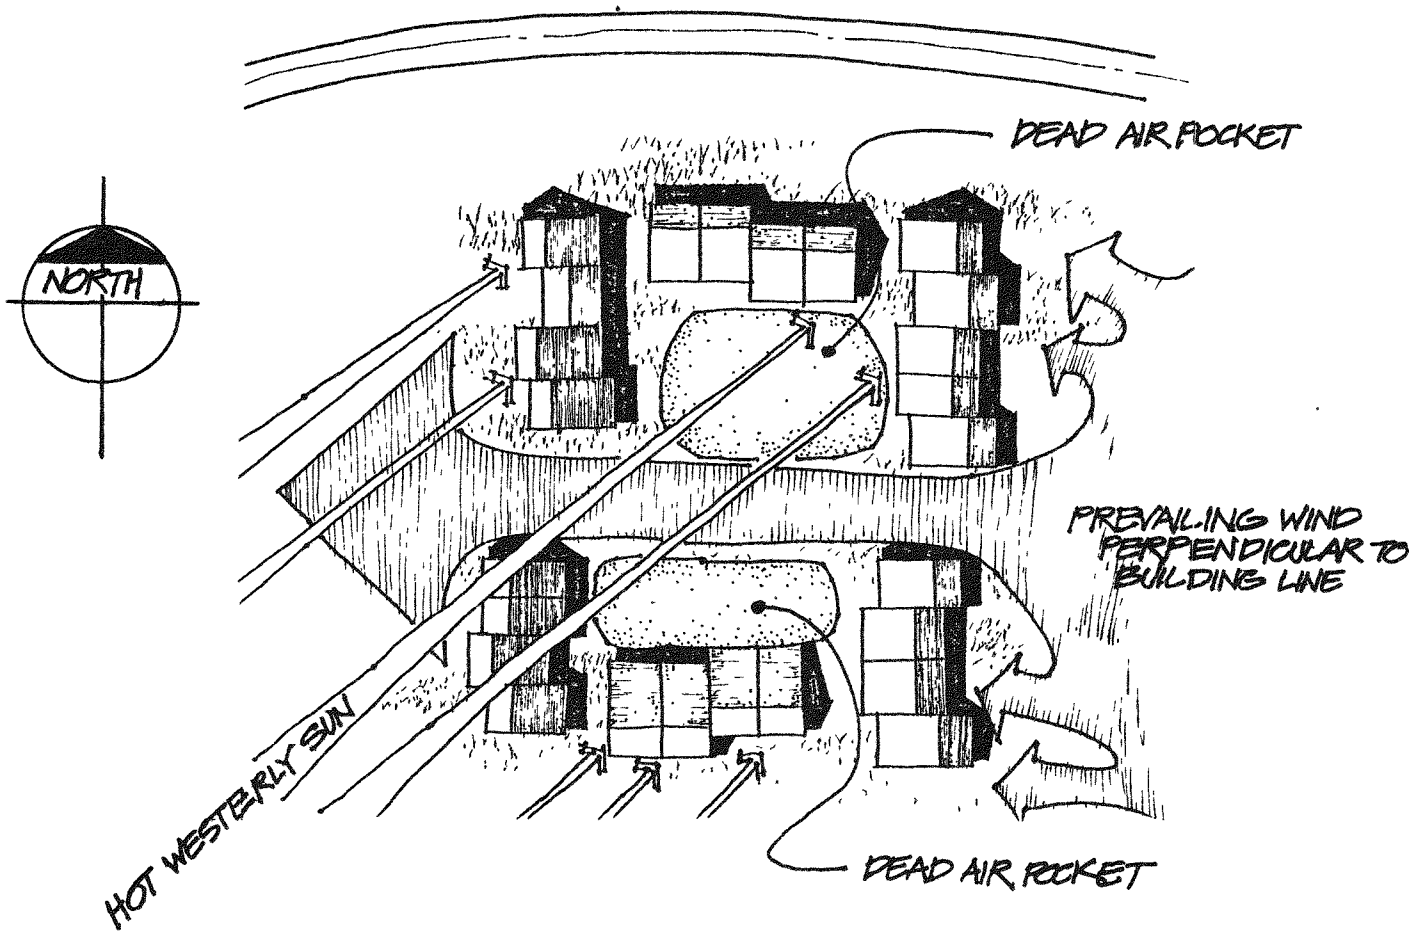 DEAD AIR POCKET
NORTH
PREVAILING WIND
PERPENDICULAR TO
BUILDING LINE
HOT WESTERLY SUN
DEAD AIR POCKET